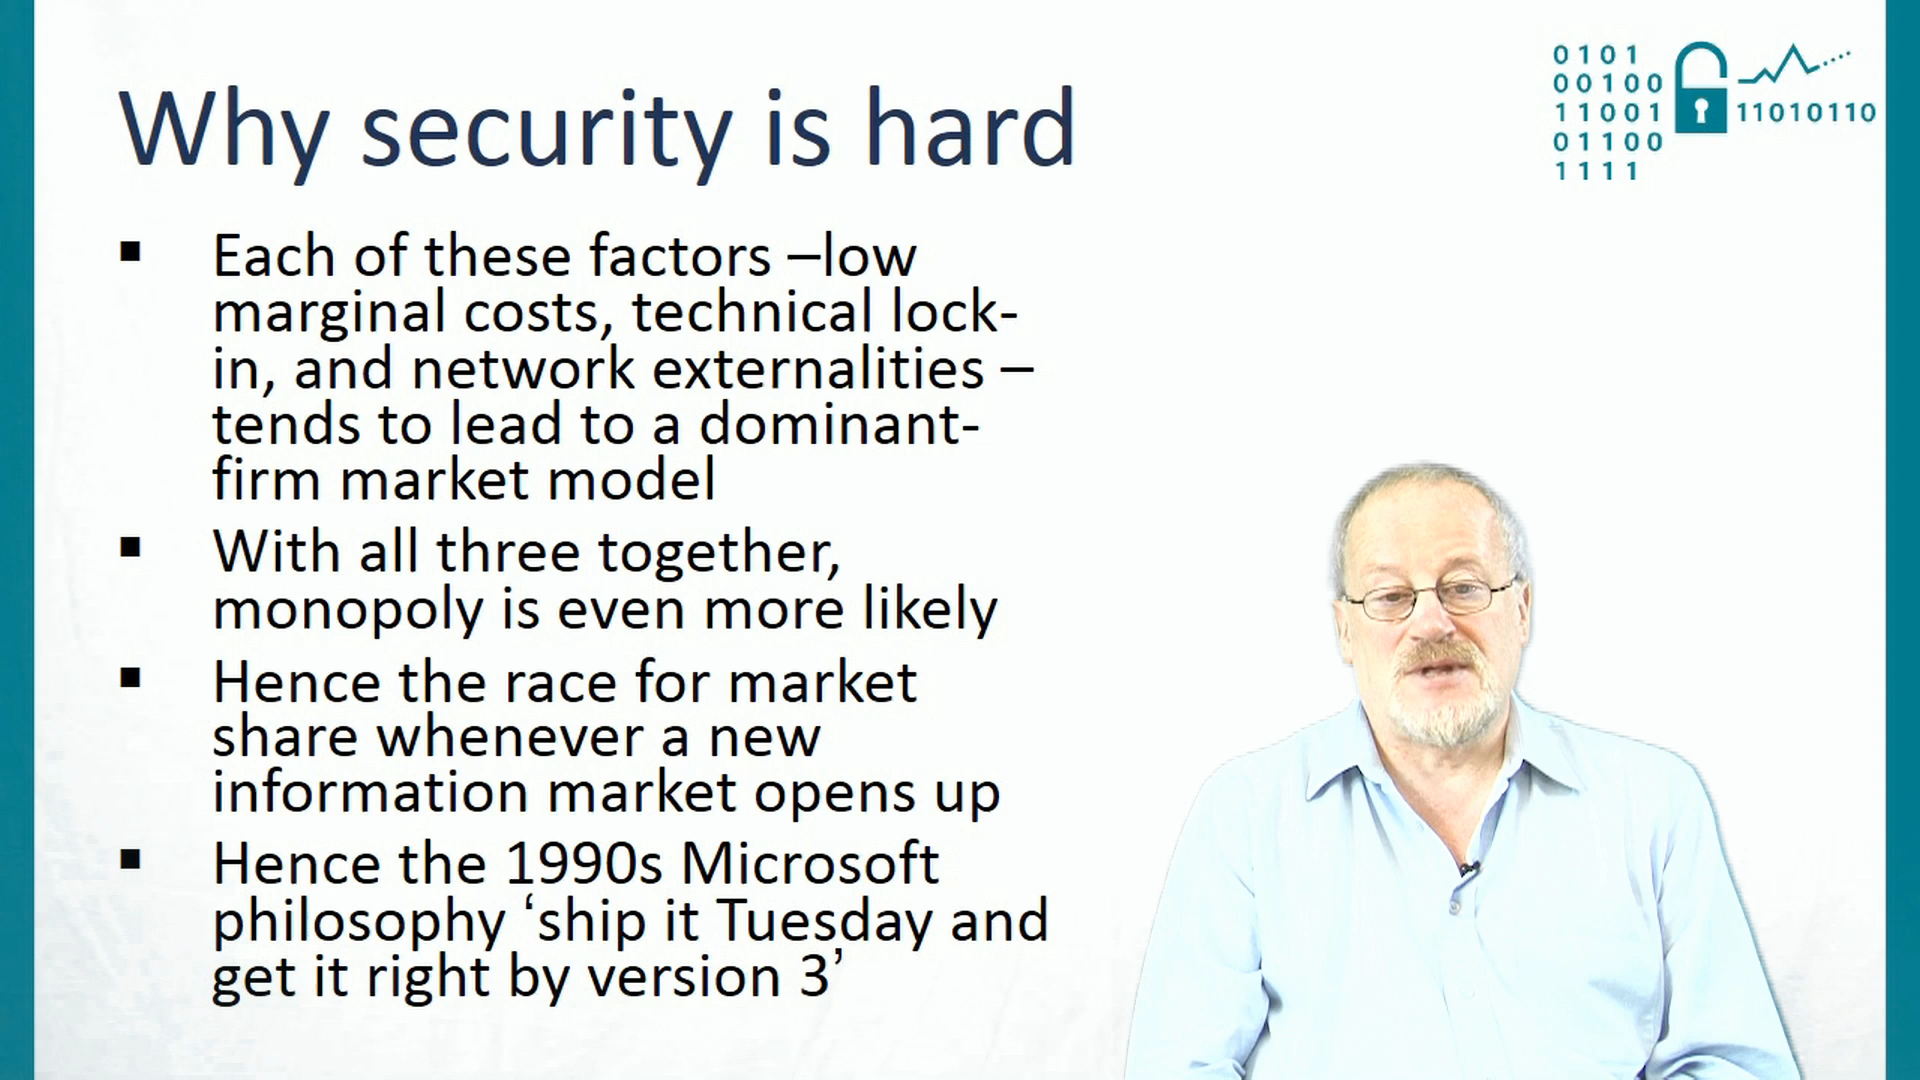 Why security is hard
0101
00100
11001
01100
1111
11010110
▪ Each of these factors –low
marginal costs, technical lock-
in, and network externalities –
tends to lead to a dominant-
firm market model
▪ With all three together,
monopoly is even more likely
▪ Hence the race for market
share whenever a new
information market opens up
▪ Hence the 1990s Microsoft
philosophy ‘ship it Tuesday and
get it right by version 3’